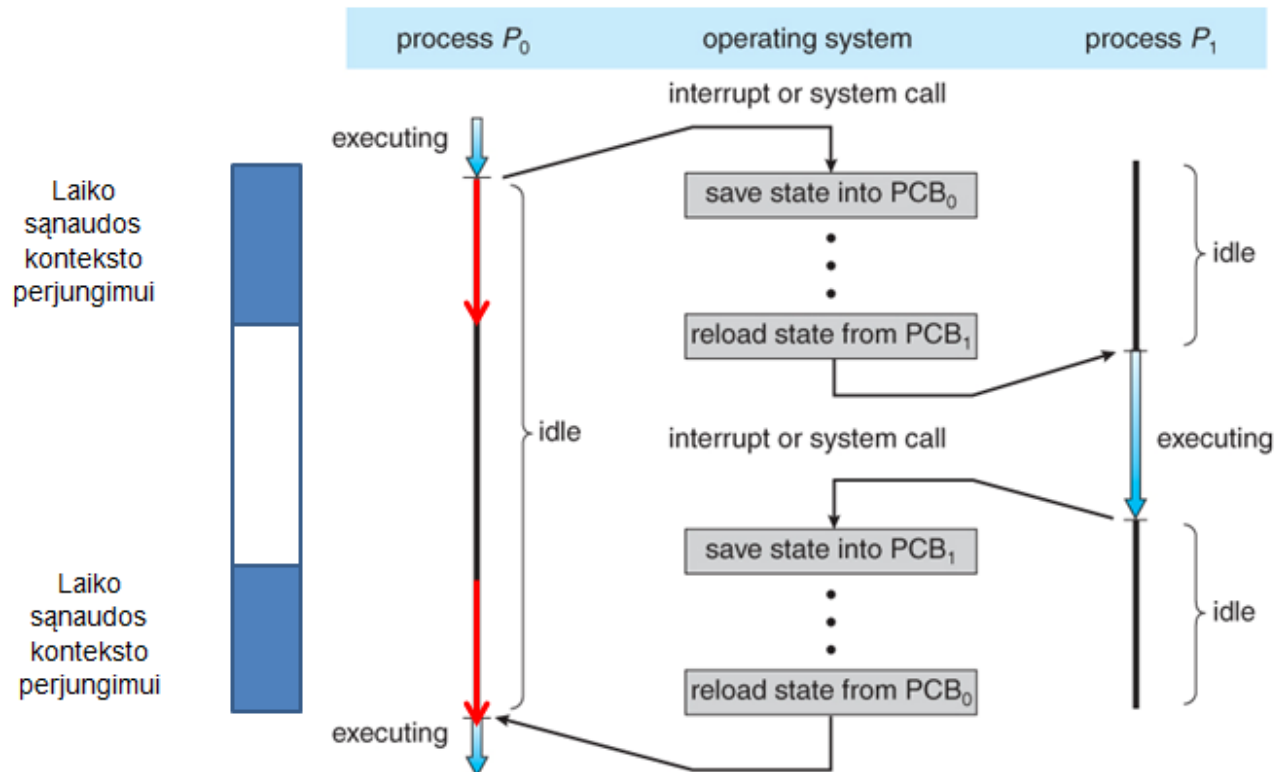 process P₀
operating system
process P₁
interrupt or system call
executing
Laiko
sąnaudos
konteksto
perjungimui
save state into PCB₀
idle
reload state from PCB₁
idle
interrupt or system call
executing
save state into PCB₁
Laiko
sąnaudos
konteksto
perjungimui
idle
reload state from PCB₀
executing